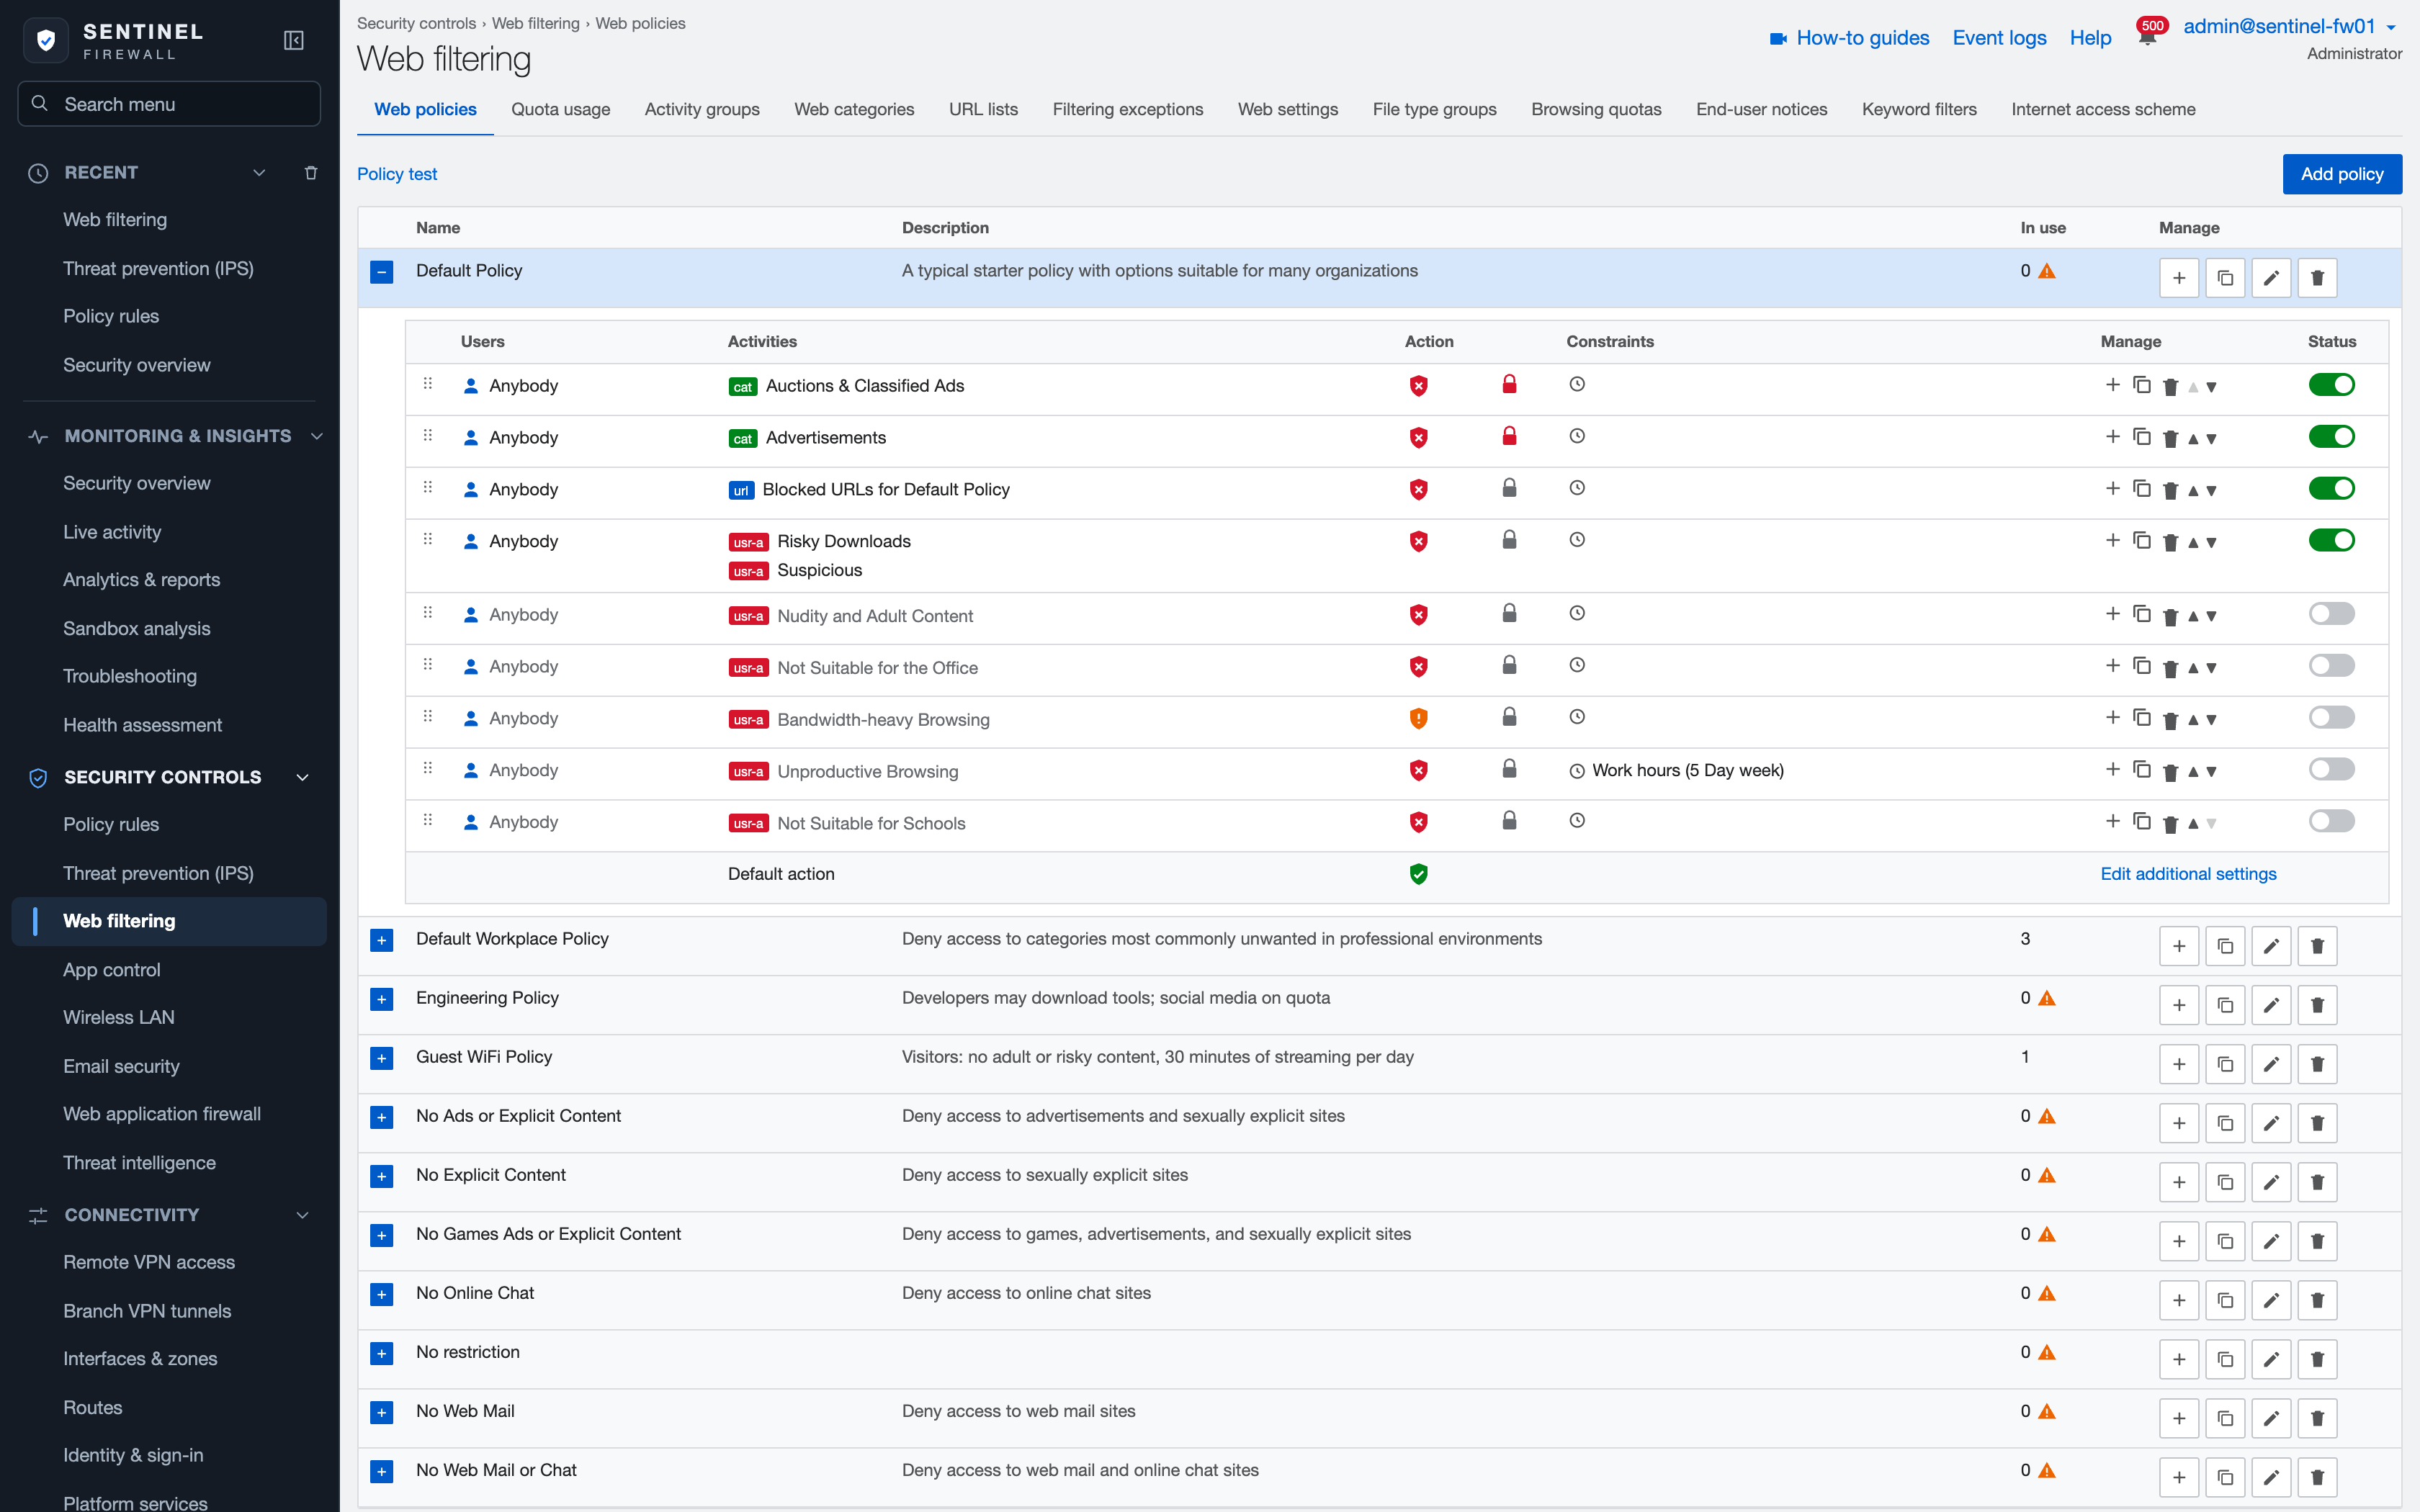 SENTINEL
FIREWALL
Search menu
RECENT
Web filtering
Threat prevention (IPS)
Policy rules
Security overview
MONITORING & INSIGHTS
Security overview
Live activity
Analytics & reports
Sandbox analysis
Troubleshooting
Health assessment
SECURITY CONTROLS
Policy rules
Threat prevention (IPS)
Web filtering
App control
Wireless LAN
Email security
Web application firewall
Threat intelligence
CONNECTIVITY
Remote VPN access
Branch VPN tunnels
Interfaces & zones
Routes
Identity & sign-in
Platform services
Security controls › Web filtering › Web policies
Web filtering
How-to guides Event logs Help 500 admin@sentinel-fw01
Administrator
Web policies Quota usage Activity groups Web categories URL lists Filtering exceptions Web settings File type groups Browsing quotas End-user notices Keyword filters Internet access scheme
Policy test Add policy
Name Description In use Manage
Default Policy A typical starter policy with options suitable for many organizations 0
Users Activities Action Constraints Manage Status
Anybody cat Auctions & Classified Ads
Anybody cat Advertisements
Anybody url Blocked URLs for Default Policy
Anybody usr-a Risky Downloads
usr-a Suspicious
Anybody usr-a Nudity and Adult Content
Anybody usr-a Not Suitable for the Office
Anybody usr-a Bandwidth-heavy Browsing
Anybody usr-a Unproductive Browsing Work hours (5 Day week)
Anybody usr-a Not Suitable for Schools
Default action Edit additional settings
Default Workplace Policy Deny access to categories most commonly unwanted in professional environments 3
Engineering Policy Developers may download tools; social media on quota 0
Guest WiFi Policy Visitors: no adult or risky content, 30 minutes of streaming per day 1
No Ads or Explicit Content Deny access to advertisements and sexually explicit sites 0
No Explicit Content Deny access to sexually explicit sites 0
No Games Ads or Explicit Content Deny access to games, advertisements, and sexually explicit sites 0
No Online Chat Deny access to online chat sites 0
No restriction 0
No Web Mail Deny access to web mail sites 0
No Web Mail or Chat Deny access to web mail and online chat sites 0